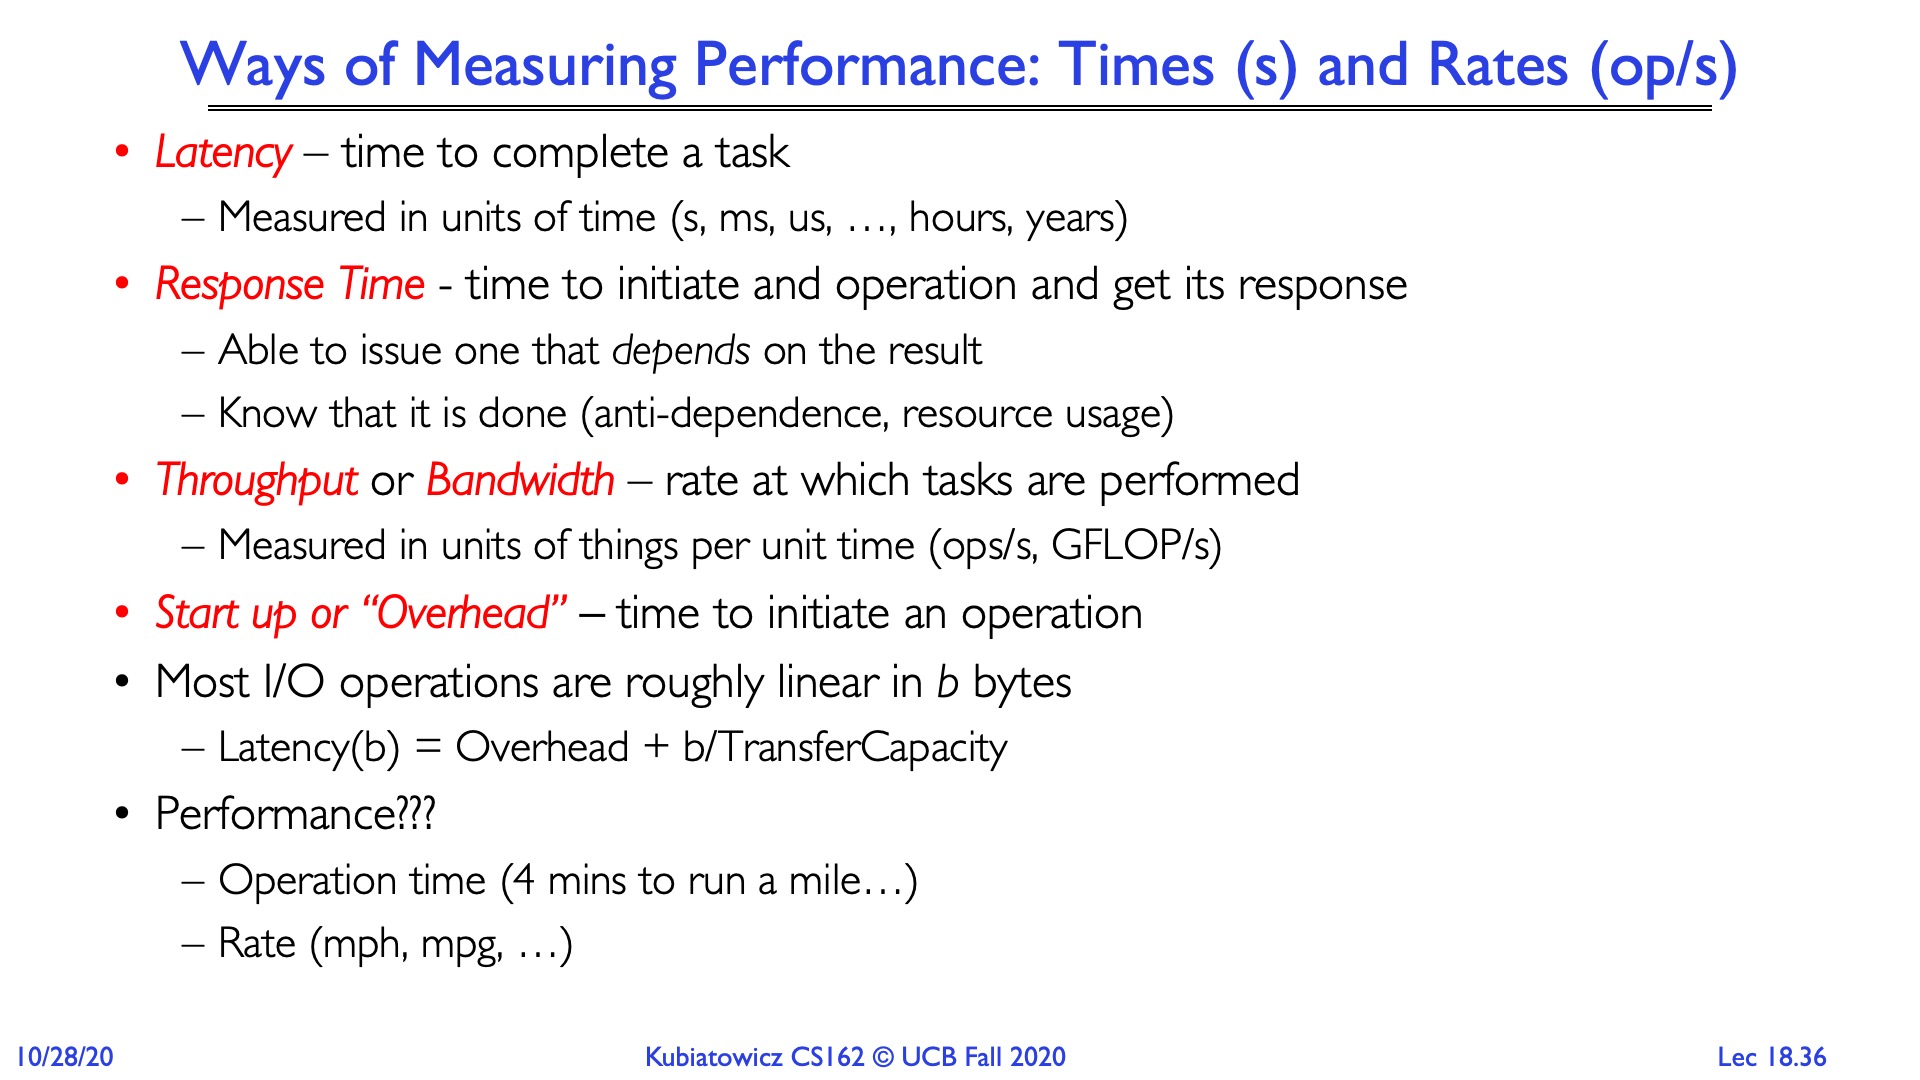 Ways of Measuring Performance: Times (s) and Rates (op/s)
• Latency – time to complete a task
– Measured in units of time (s, ms, us, …, hours, years)
• Response Time - time to initiate and operation and get its response
– Able to issue one that depends on the result
– Know that it is done (anti-dependence, resource usage)
• Throughput or Bandwidth – rate at which tasks are performed
– Measured in units of things per unit time (ops/s, GFLOP/s)
• Start up or “Overhead” – time to initiate an operation
• Most I/O operations are roughly linear in b bytes
– Latency(b) = Overhead + b/TransferCapacity
• Performance???
– Operation time (4 mins to run a mile…)
– Rate (mph, mpg, …)
10/28/20
Kubiatowicz CS162 © UCB Fall 2020
Lec 18.36